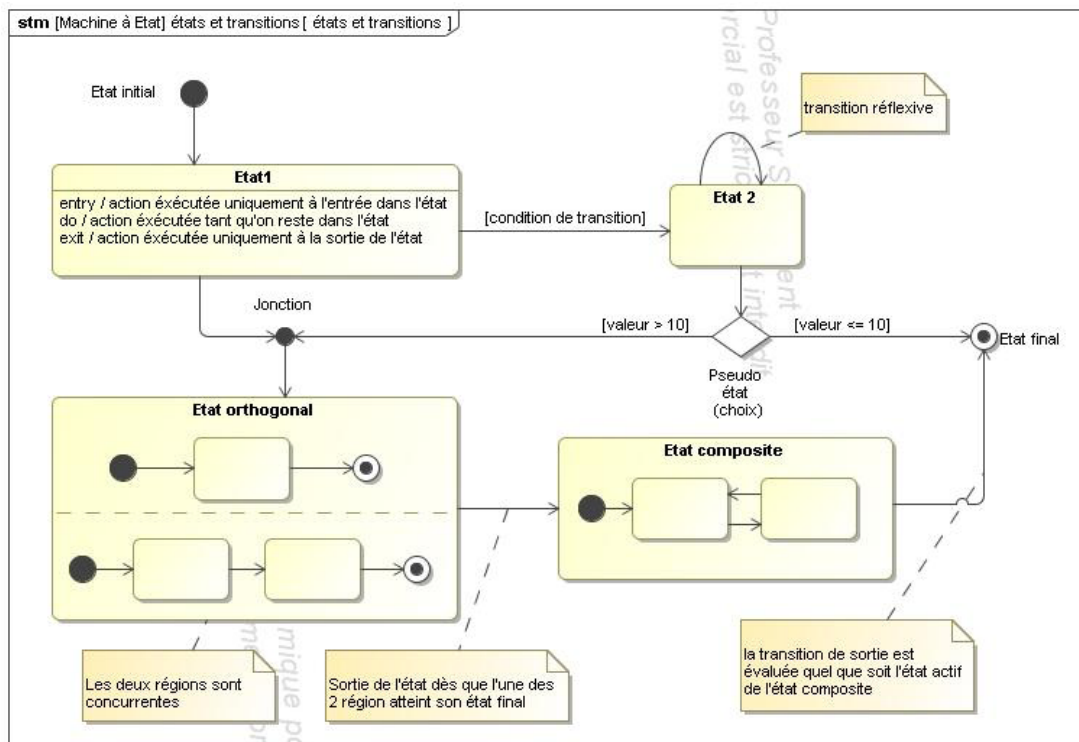 stm [Machine à Etat] états et transitions [ états et transitions ]
Etat initial
transition réflexive
Etat1
entry / action éxécutée uniquement à l'entrée dans l'état
do / action éxécutée tant qu'on reste dans l'état
exit / action éxécutée uniquement à la sortie de l'état
[condition de transition]
Etat 2
Jonction
[valeur > 10]
[valeur <= 10]
Etat final
Pseudo
état
(choix)
Etat orthogonal
Etat composite
Les deux régions sont
concurrentes
Sortie de l'état dès que l'une des
2 région atteint son état final
la transition de sortie est
évaluée quel que soit l'état actif
de l'état composite
Professeur